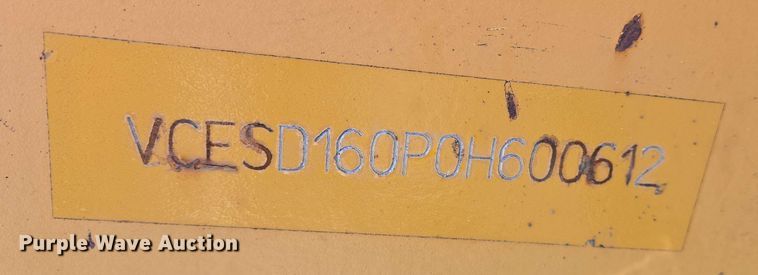 VCESD160P0H600612
Purple Wave Auction